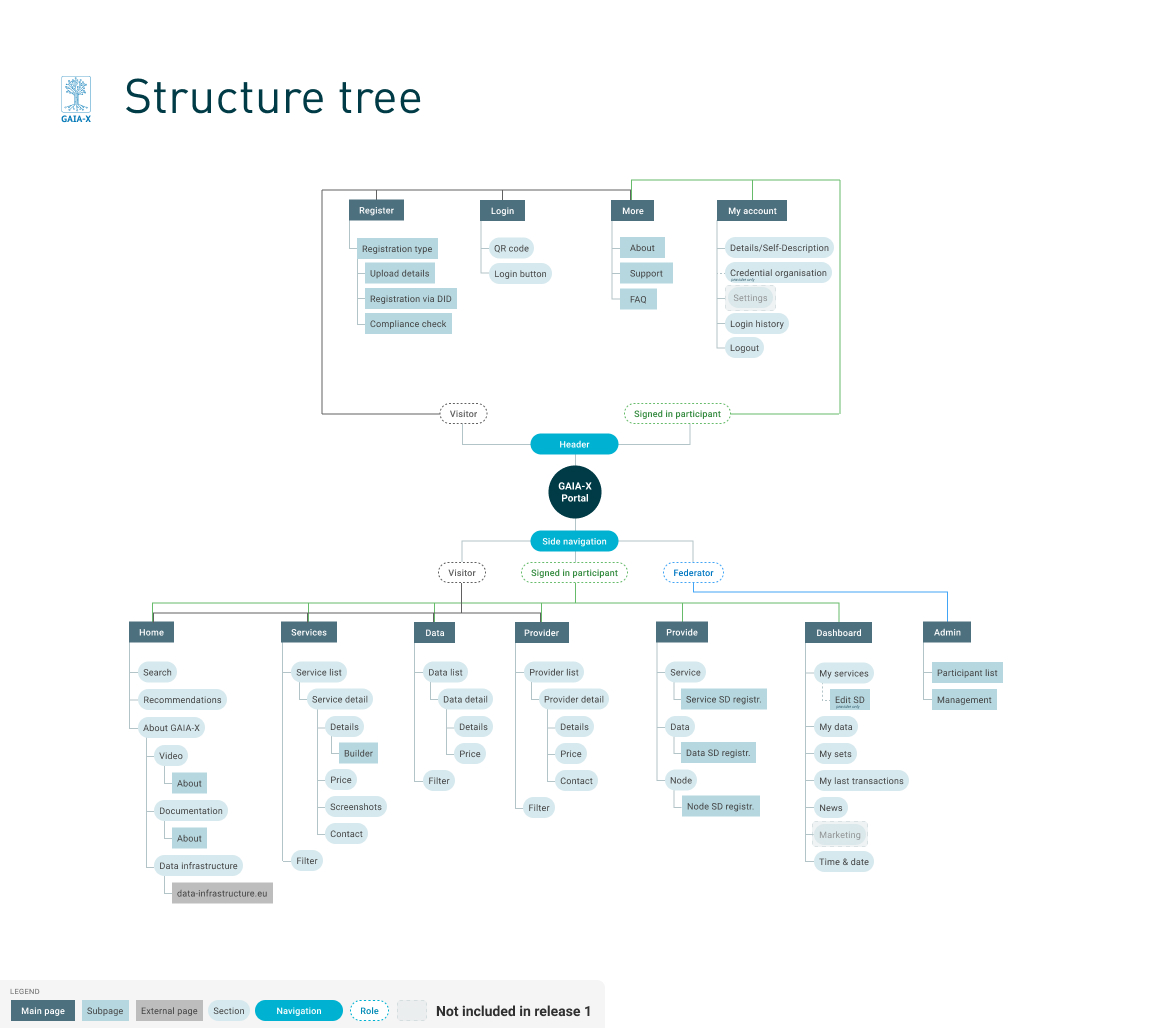 GAIA-X
Structure tree
Register
Login
More
My account
Registration type
Upload details
Registration via DID
Compliance check
QR code
Login button
About
Support
FAQ
Details/Self-Description
Credential organisation
provider only
Settings
Login history
Logout
Visitor
Signed in participant
Header
GAIA-X
Portal
Side navigation
Visitor
Signed in participant
Federator
Home
Services
Data
Provider
Provide
Dashboard
Admin
Search
Recommendations
About GAIA-X
Video
About
Documentation
About
Data infrastructure
data-infrastructure.eu
Service list
Service detail
Details
Builder
Price
Screenshots
Contact
Filter
Data list
Data detail
Details
Price
Filter
Provider list
Provider detail
Details
Price
Contact
Filter
Service
Service SD registr.
Data
Data SD registr.
Node
Node SD registr.
My services
Edit SD
provider only
My data
My sets
My last transactions
News
Marketing
Time & date
Participant list
Management
LEGEND
Main page
Subpage
External page
Section
Navigation
Role
Not included in release 1